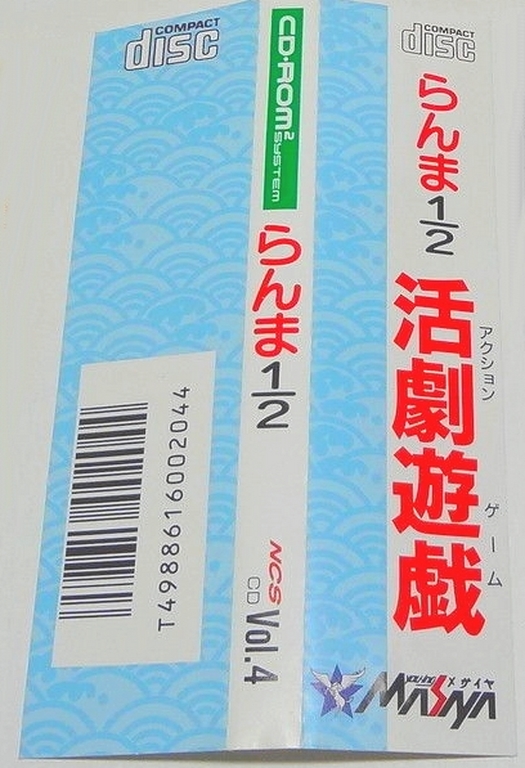 COMPACT
disc
らんま1/2
活劇遊戯
アクション
ゲーム
メサイヤ
MASAYA
CD-ROM² SYSTEM
らんま1/2
NCS
CD Vol.4
COMPACT
disc
T4988616002044